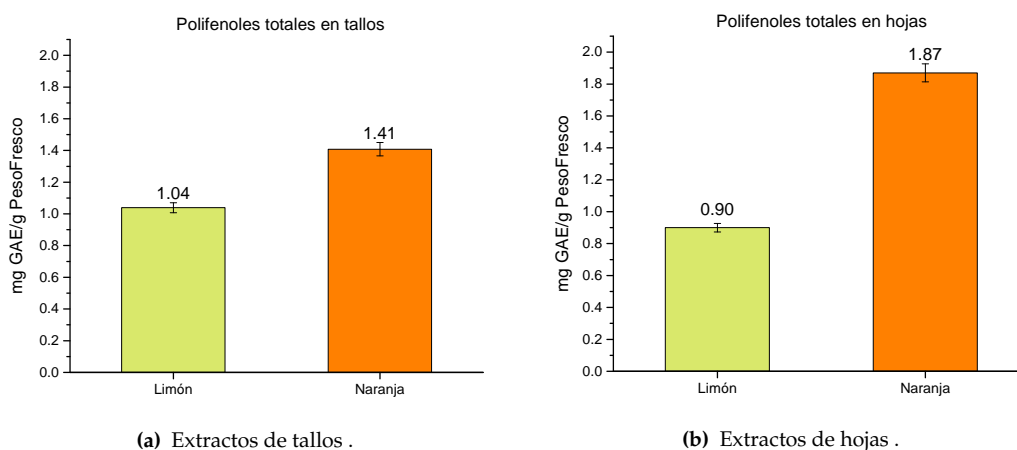 Polifenoles totales en tallos
mg GAE/g PesoFresco
2.0
1.8
1.6
1.4
1.2
1.0
0.8
0.6
0.4
0.2
0.0
1.04
1.41
Limón
Naranja
(a) Extractos de tallos .
Polifenoles totales en hojas
mg GAE/g PesoFresco
2.0
1.8
1.6
1.4
1.2
1.0
0.8
0.6
0.4
0.2
0.0
0.90
1.87
Limón
Naranja
(b) Extractos de hojas .